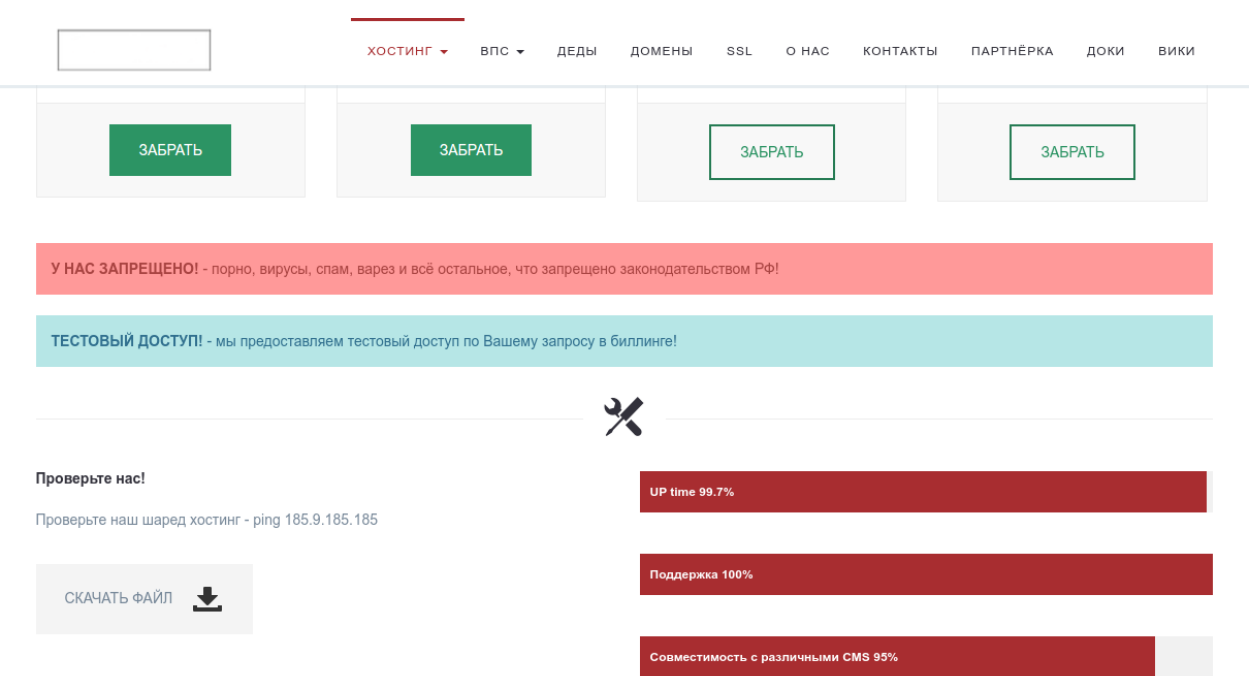 ХОСТИНГ ВПС ДЕДЫ ДОМЕНЫ SSL О НАС КОНТАКТЫ ПАРТНЁРКА ДОКИ ВИКИ
ЗАБРАТЬ ЗАБРАТЬ ЗАБРАТЬ ЗАБРАТЬ
У НАС ЗАПРЕЩЕНО! - порно, вирусы, спам, варез и всё остальное, что запрещено законодательством РФ!
ТЕСТОВЫЙ ДОСТУП! - мы предоставляем тестовый доступ по Вашему запросу в биллинге!
Проверьте нас!
Проверьте наш шаред хостинг - ping 185.9.185.185
СКАЧАТЬ ФАЙЛ
UP time 99.7%
Поддержка 100%
Совместимость с различными CMS 95%